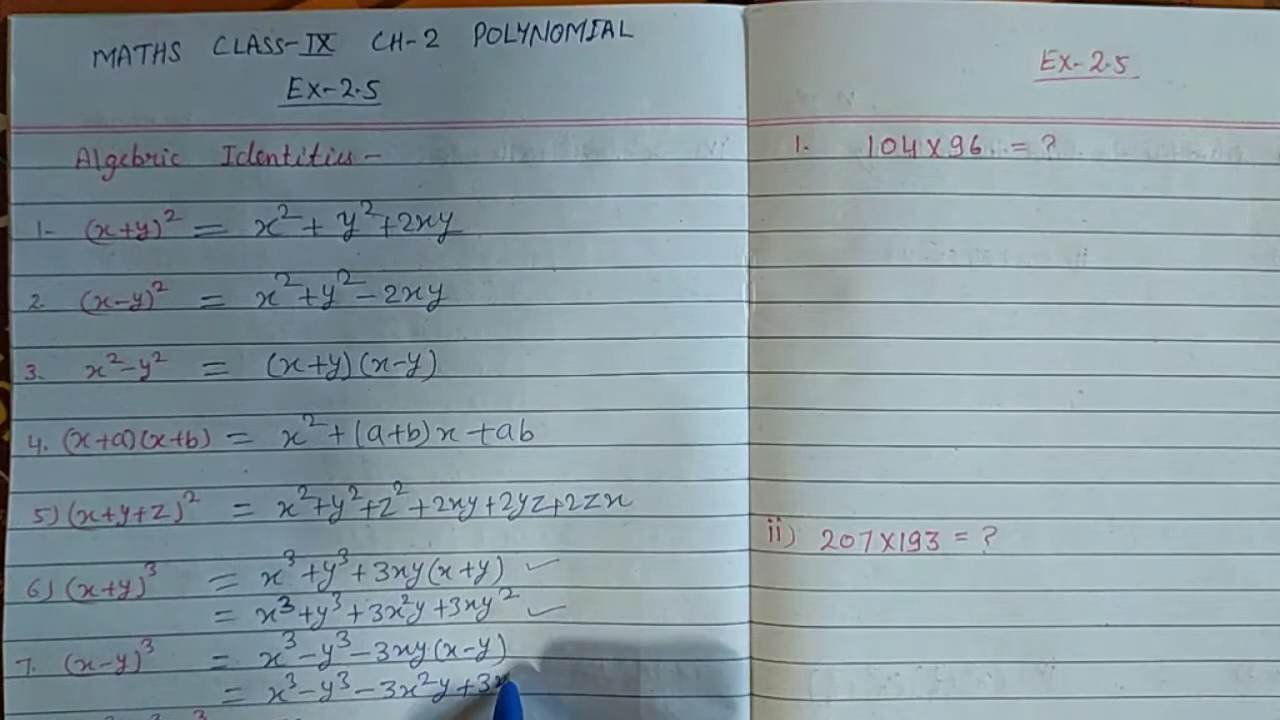 MATHS CLASS-IX CH-2 POLYNOMIAL
Ex-2.5
Algebric Identities -
1- (x+y)² = x² + y² + 2xy
2. (x-y)² = x² + y² - 2xy
3. x² - y² = (x+y)(x-y)
4. (x+a)(x+b) = x² + (a+b)x + ab
5) (x+y+z)² = x² + y² + z² + 2xy + 2yz + 2zx
6) (x+y)³ = x³ + y³ + 3xy(x+y) ✓
= x³ + y³ + 3x²y + 3xy² ✓
7. (x-y)³ = x³ - y³ - 3xy(x-y)
= x³ - y³ - 3x²y + 3x
Ex-2.5
1. 104×96 = ?
ii) 207×193 = ?